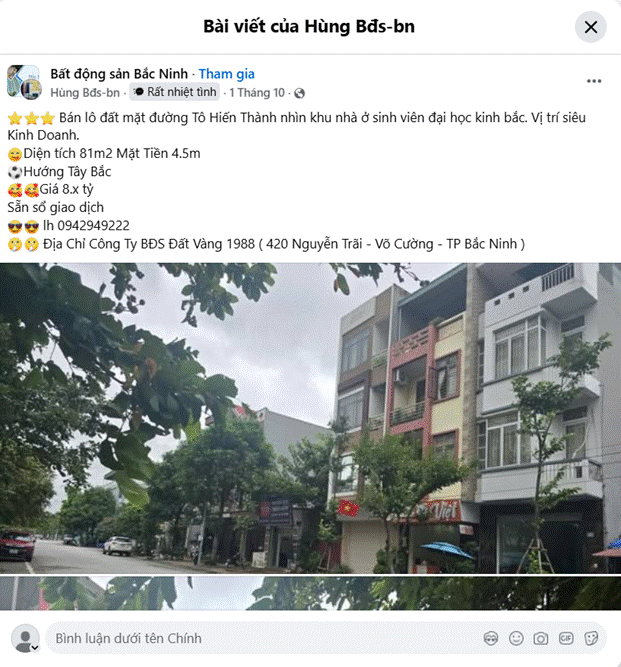 Bài viết của Hùng Bđs-bn
Bất động sản Bắc Ninh · Tham gia
Hùng Bđs-bn · Rất nhiệt tình · 1 Tháng 10 ·
⭐⭐⭐ Bán lô đất mặt đường Tô Hiến Thành nhìn khu nhà ở sinh viên đại học kinh bắc. Vị trí siêu
Kinh Doanh.
😋Diện tích 81m2 Mặt Tiền 4.5m
⚽Hướng Tây Bắc
🥰🥰Giá 8.x tỷ
Sẵn sổ giao dịch
😎😎 lh 0942949222
🤭🤭 Địa Chỉ Công Ty BĐS Đất Vàng 1988 ( 420 Nguyễn Trãi - Võ Cường - TP Bắc Ninh )
Việt
Bình luận dưới tên Chính
GIF